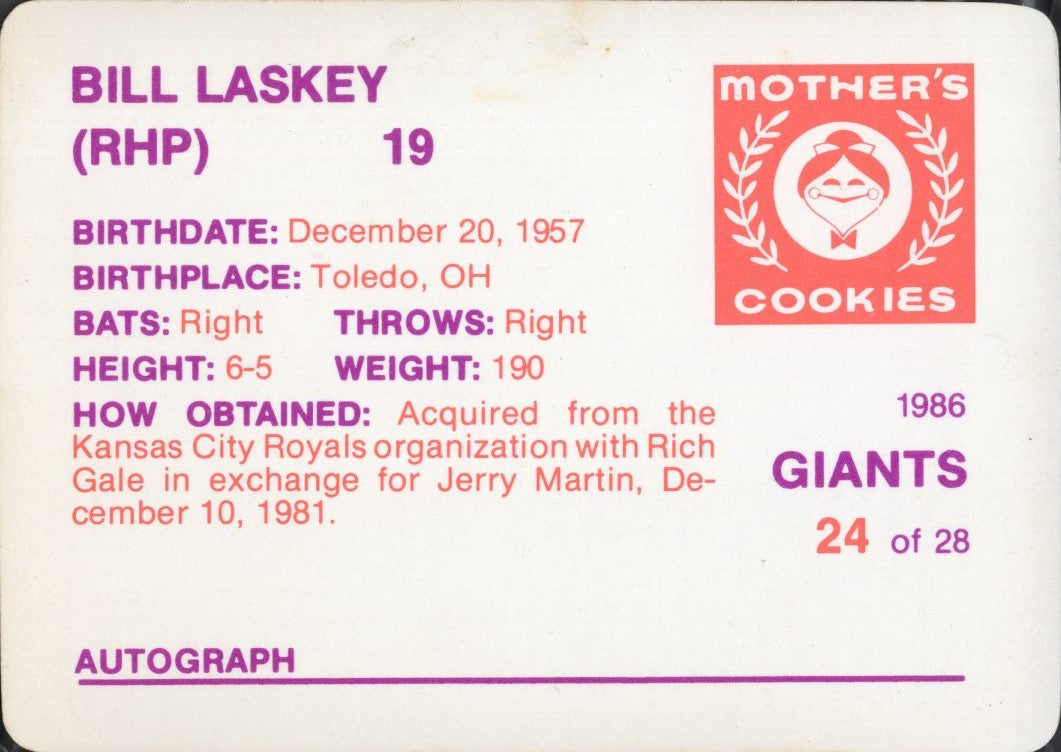 BILL LASKEY
(RHP) 19
MOTHER'S
COOKIES
BIRTHDATE: December 20, 1957
BIRTHPLACE: Toledo, OH
BATS: Right THROWS: Right
HEIGHT: 6-5 WEIGHT: 190
HOW OBTAINED: Acquired from the
Kansas City Royals organization with Rich
Gale in exchange for Jerry Martin, De-
cember 10, 1981.
1986
GIANTS
24 of 28
AUTOGRAPH